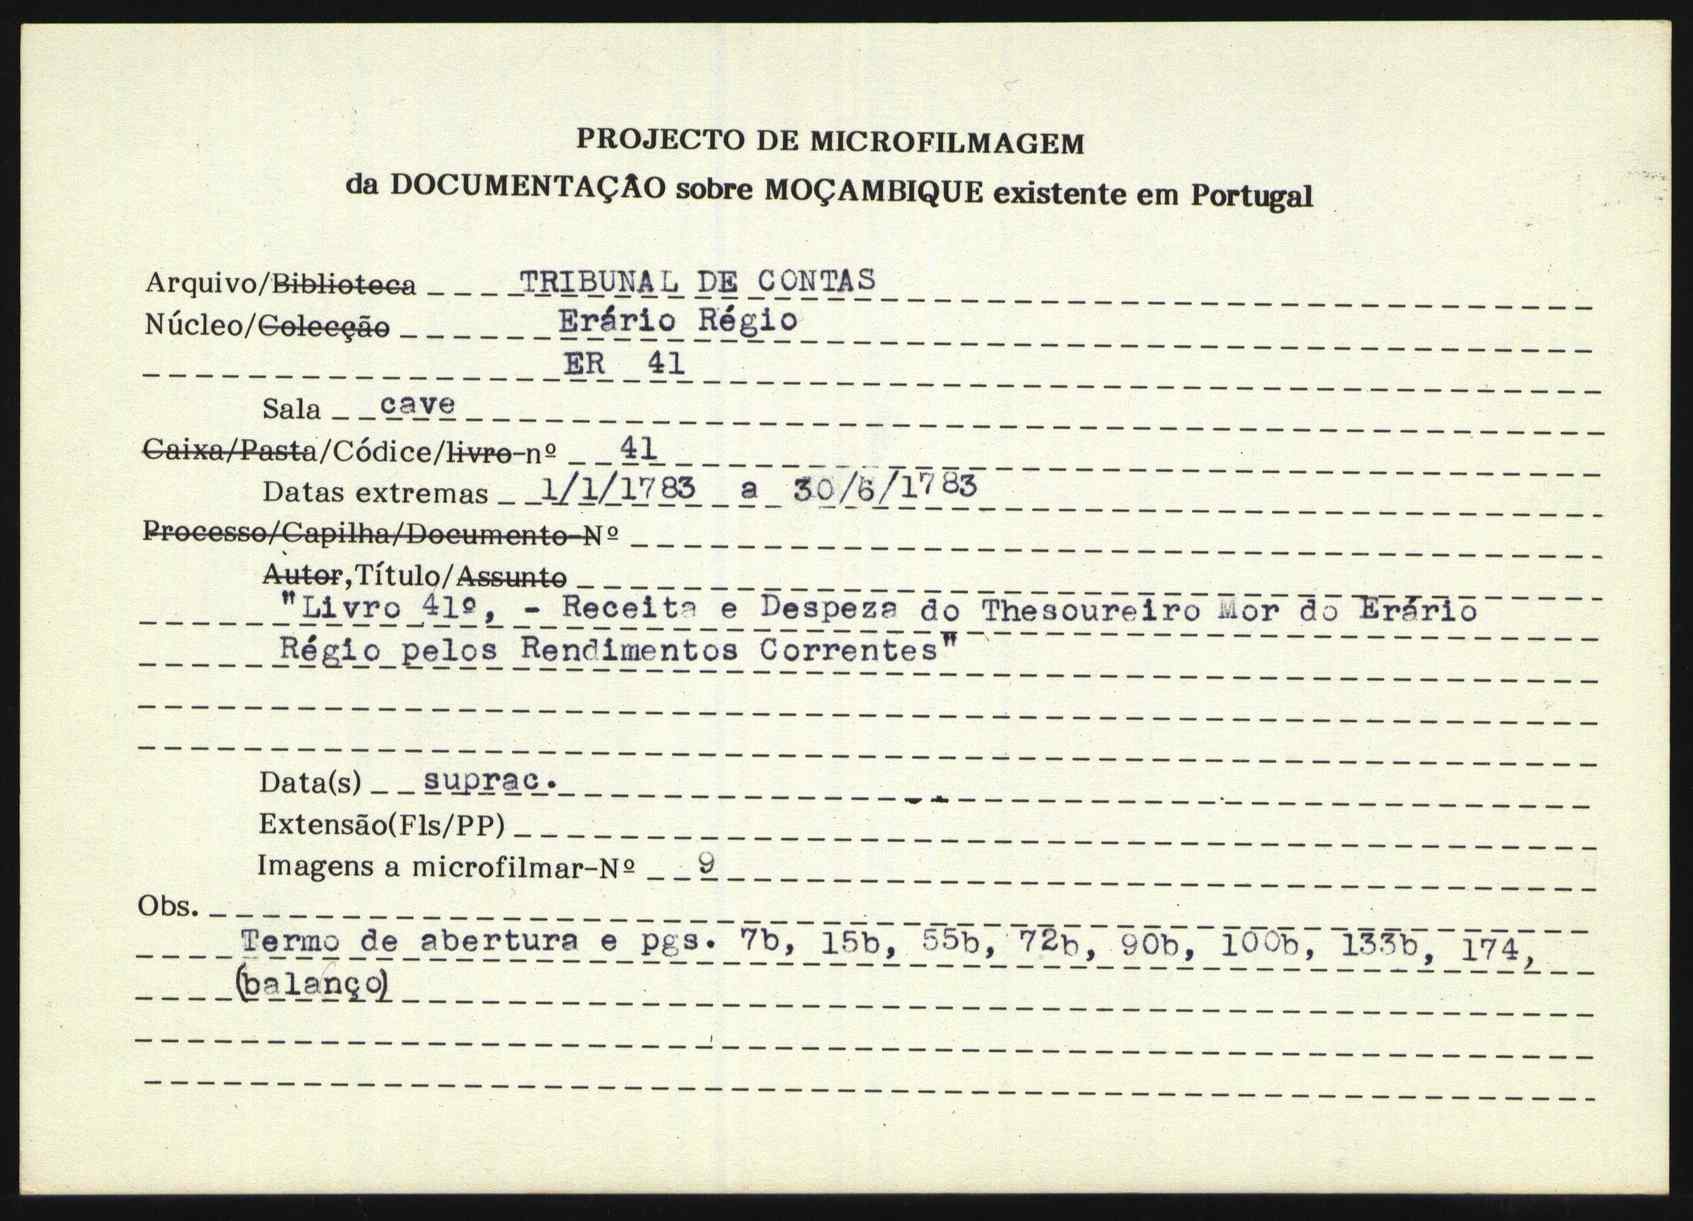 PROJECTO DE MICROFILMAGEM
da DOCUMENTAÇÃO sobre MOÇAMBIQUE existente em Portugal
Arquivo/Biblioteca TRIBUNAL DE CONTAS
Núcleo/Colecção Erário Régio
ER 41
Sala cave
Caixa/Pasta/Códice/livro-nº 41
Datas extremas 1/1/1783 a 30/6/1783
Processo/Capilha/Documento-Nº
Autor,Título/Assunto
"Livro 41º, - Receita e Despeza do Thesoureiro Mor do Erário
Régio pelos Rendimentos Correntes"
Data(s) suprac.
Extensão(Fls/PP)
Imagens a microfilmar-Nº 9
Obs.
Termo de abertura e pgs. 7b, 15b, 55b, 72b, 90b, 100b, 133b, 174,
(balanço)